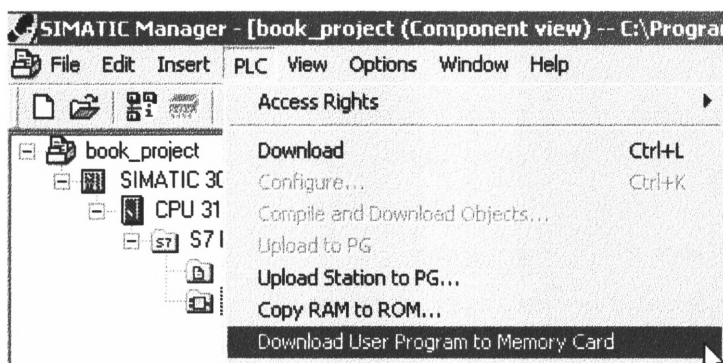 SIMATIC Manager - [book_project (Component view) -- C:\Progra
File Edit Insert PLC View Options Window Help
Access Rights
book_project
Download Ctrl+L
SIMATIC 30
Configure... Ctrl+K
CPU 31
Compile and Download Objects...
S7
Upload to PG
Upload Station to PG...
Copy RAM to ROM...
Download User Program to Memory Card